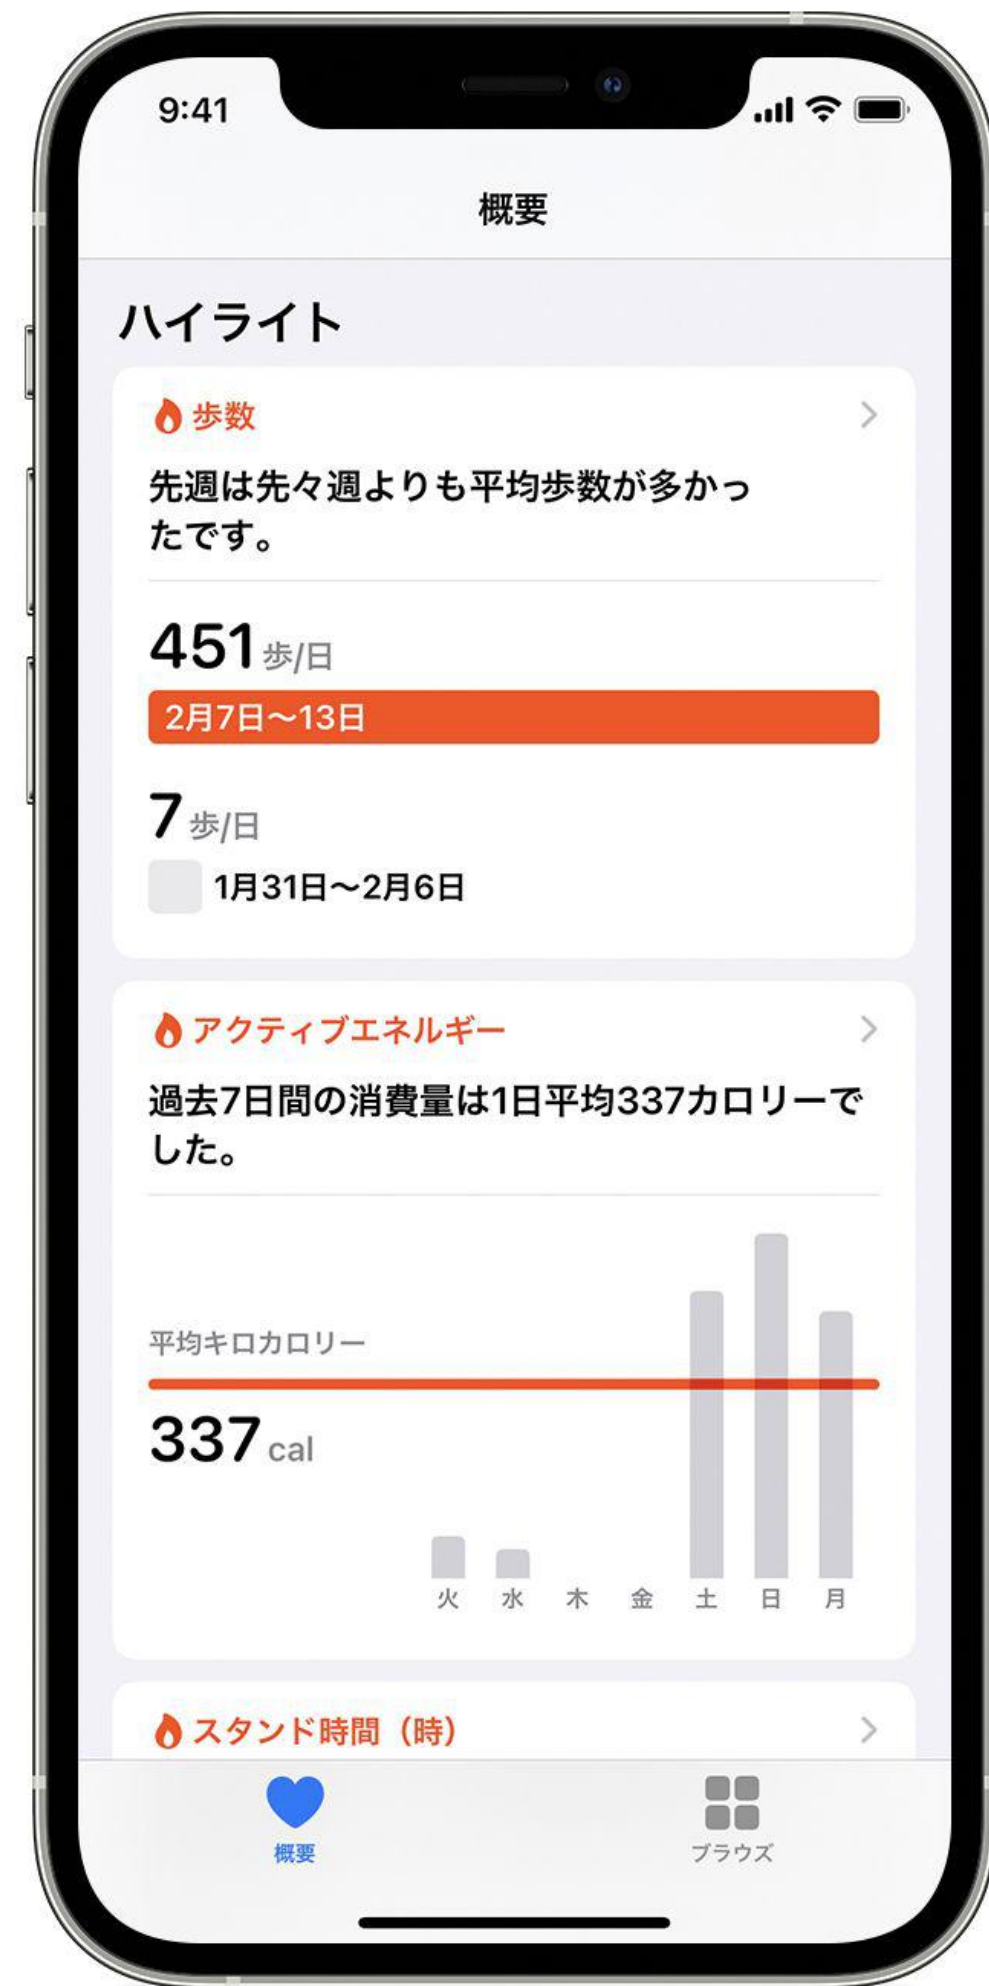 9:41
概要
ハイライト
歩数
先週は先々週よりも平均歩数が多かっ
たです。
451歩/日
2月7日〜13日
7歩/日
1月31日〜2月6日
アクティブエネルギー
過去7日間の消費量は1日平均337カロリーで
した。
平均キロカロリー
337 cal
火 水 木 金 土 日 月
スタンド時間（時）
概要 ブラウズ